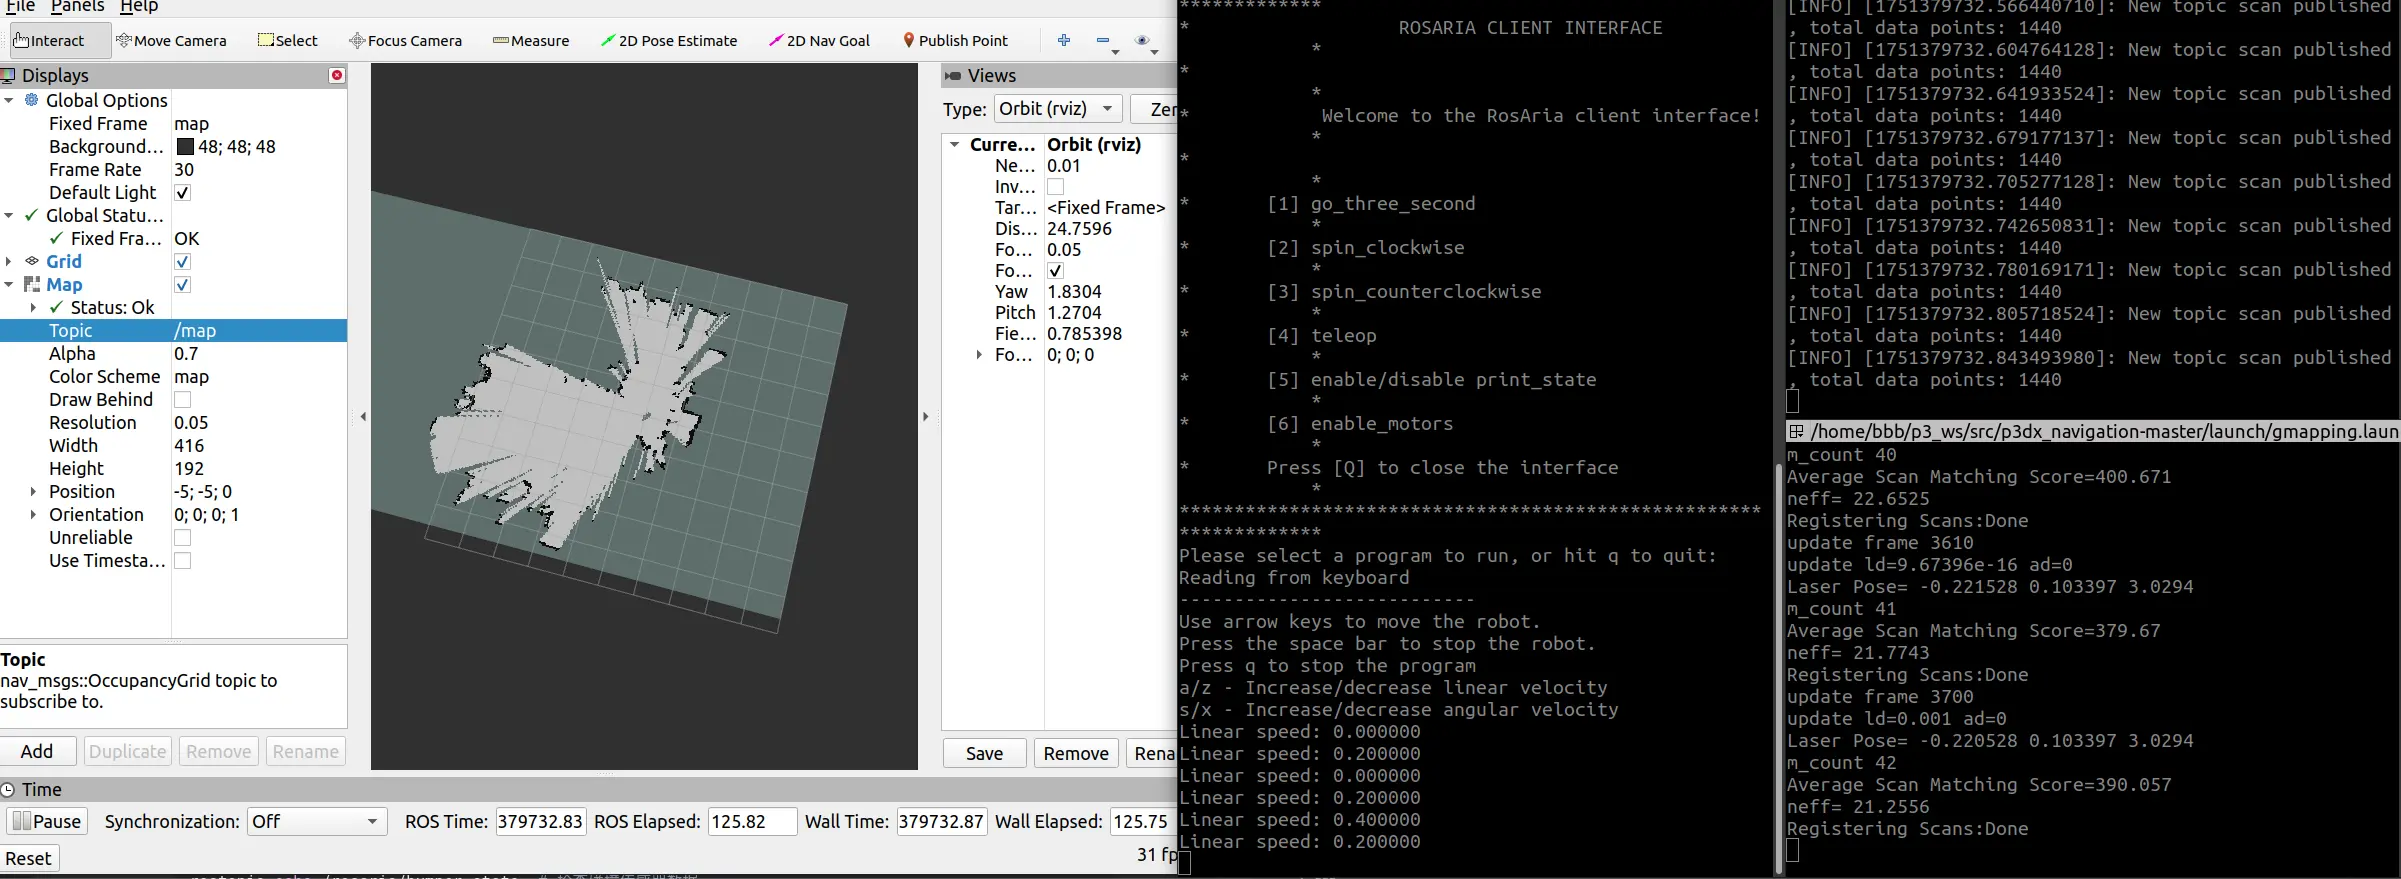 File Panels Help
Interact Move Camera Select Focus Camera Measure 2D Pose Estimate 2D Nav Goal Publish Point
Displays
Global Options
Fixed Frame map
Background... 48; 48; 48
Frame Rate 30
Default Light
Global Statu...
Fixed Fra... OK
Grid
Map
Status: Ok
Topic /map
Alpha 0.7
Color Scheme map
Draw Behind
Resolution 0.05
Width 416
Height 192
Position -5; -5; 0
Orientation 0; 0; 0; 1
Unreliable
Use Timesta...
Topic
nav_msgs::OccupancyGrid topic to
subscribe to.
Add Duplicate Remove Rename
Views
Type: Orbit (rviz) Zer
Curre... Orbit (rviz)
Ne... 0.01
Inv...
Tar... <Fixed Frame>
Dis... 24.7596
Fo... 0.05
Fo...
Yaw 1.8304
Pitch 1.2704
Fie... 0.785398
Fo... 0; 0; 0
Save Remove Rena
Time
Pause Synchronization: Off ROS Time: 379732.83 ROS Elapsed: 125.82 Wall Time: 379732.87 Wall Elapsed: 125.75
Reset 31 fp
*************
* ROSARIA CLIENT INTERFACE
*
*
*
* Welcome to the RosAria client interface!
*
*
*
* [1] go_three_second
*
* [2] spin_clockwise
*
* [3] spin_counterclockwise
*
* [4] teleop
*
* [5] enable/disable print_state
*
* [6] enable_motors
*
* Press [Q] to close the interface
*
*****************************************************
*************
Please select a program to run, or hit q to quit:
Reading from keyboard
---------------------------
Use arrow keys to move the robot.
Press the space bar to stop the robot.
Press q to stop the program
a/z - Increase/decrease linear velocity
s/x - Increase/decrease angular velocity
Linear speed: 0.000000
Linear speed: 0.200000
Linear speed: 0.000000
Linear speed: 0.200000
Linear speed: 0.400000
Linear speed: 0.200000
[INFO] [1751379732.566440710]: New topic scan published
, total data points: 1440
[INFO] [1751379732.604764128]: New topic scan published
, total data points: 1440
[INFO] [1751379732.641933524]: New topic scan published
, total data points: 1440
[INFO] [1751379732.679177137]: New topic scan published
, total data points: 1440
[INFO] [1751379732.705277128]: New topic scan published
, total data points: 1440
[INFO] [1751379732.742650831]: New topic scan published
, total data points: 1440
[INFO] [1751379732.780169171]: New topic scan published
, total data points: 1440
[INFO] [1751379732.805718524]: New topic scan published
, total data points: 1440
[INFO] [1751379732.843493980]: New topic scan published
, total data points: 1440
/home/bbb/p3_ws/src/p3dx_navigation-master/launch/gmapping.laun
m_count 40
Average Scan Matching Score=400.671
neff= 22.6525
Registering Scans:Done
update frame 3610
update ld=9.67396e-16 ad=0
Laser Pose= -0.221528 0.103397 3.0294
m_count 41
Average Scan Matching Score=379.67
neff= 21.7743
Registering Scans:Done
update frame 3700
update ld=0.001 ad=0
Laser Pose= -0.220528 0.103397 3.0294
m_count 42
Average Scan Matching Score=390.057
neff= 21.2556
Registering Scans:Done